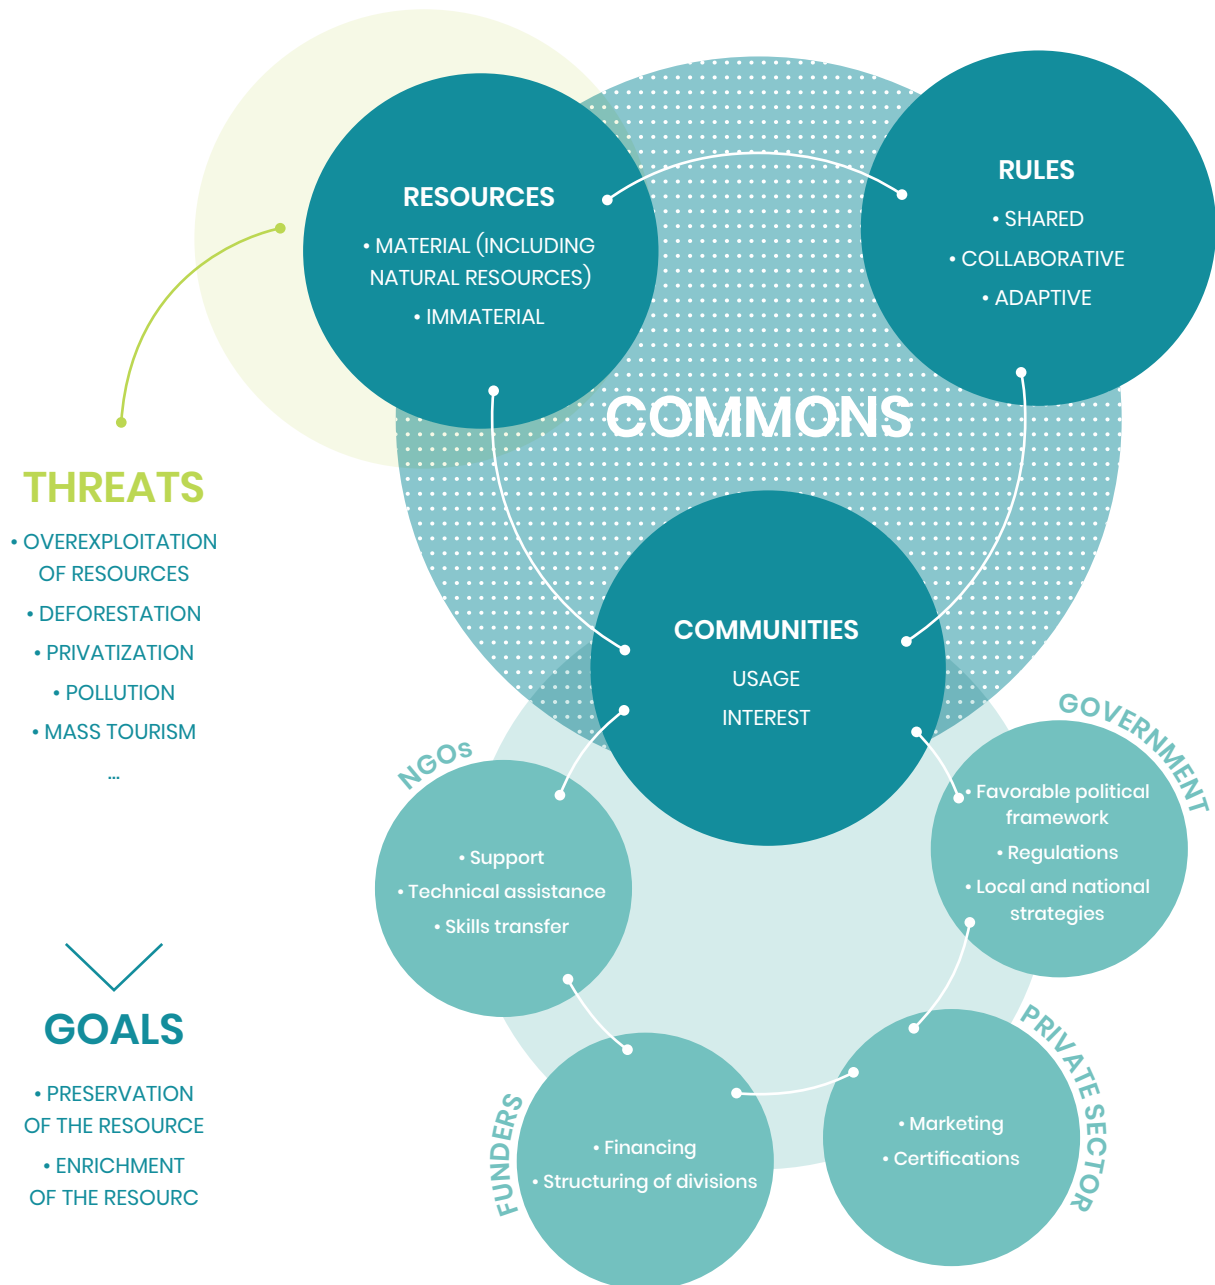 RESOURCES
• MATERIAL (INCLUDING
NATURAL RESOURCES)
• IMMATERIAL
RULES
• SHARED
• COLLABORATIVE
• ADAPTIVE
COMMONS
COMMUNITIES
USAGE
INTEREST
THREATS
• OVEREXPLOITATION
OF RESOURCES
• DEFORESTATION
• PRIVATIZATION
• POLLUTION
• MASS TOURISM
...
GOALS
• PRESERVATION
OF THE RESOURCE
• ENRICHMENT
OF THE RESOURC
NGOs
• Support
• Technical assistance
• Skills transfer
GOVERNMENT
• Favorable political
framework
• Regulations
• Local and national
strategies
FUNDERS
• Financing
• Structuring of divisions
PRIVATE SECTOR
• Marketing
• Certifications